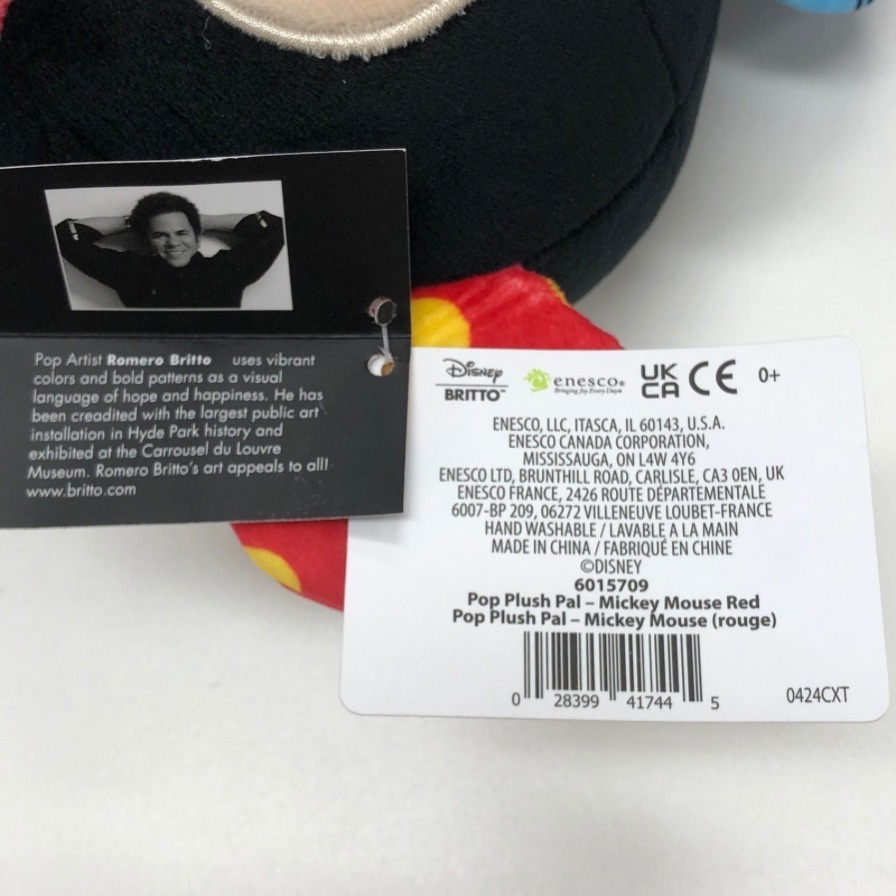 Pop Artist Romero Britto uses vibrant
colors and bold patterns as a visual
language of hope and happiness. He has
been creadited with the largest public art
installation in Hyde Park history and
exhibited at the Carrousel du Louvre
Museum. Romero Britto's art appeals to all!
www.britto.com
Disney
BRITTO™
enesco®
Bringing Joy Every Day®
UK
CA CE 0+
ENESCO, LLC, ITASCA, IL 60143, U.S.A.
ENESCO CANADA CORPORATION,
MISSISSAUGA, ON L4W 4Y6
ENESCO LTD, BRUNTHILL ROAD, CARLISLE, CA3 0EN, UK
ENESCO FRANCE, 2426 ROUTE DÉPARTEMENTALE
6007-BP 209, 06272 VILLENEUVE LOUBET-FRANCE
HAND WASHABLE / LAVABLE A LA MAIN
MADE IN CHINA / FABRIQUÉ EN CHINE
©DISNEY
6015709
Pop Plush Pal – Mickey Mouse Red
Pop Plush Pal – Mickey Mouse (rouge)
0 28399 41744 5
0424CXT